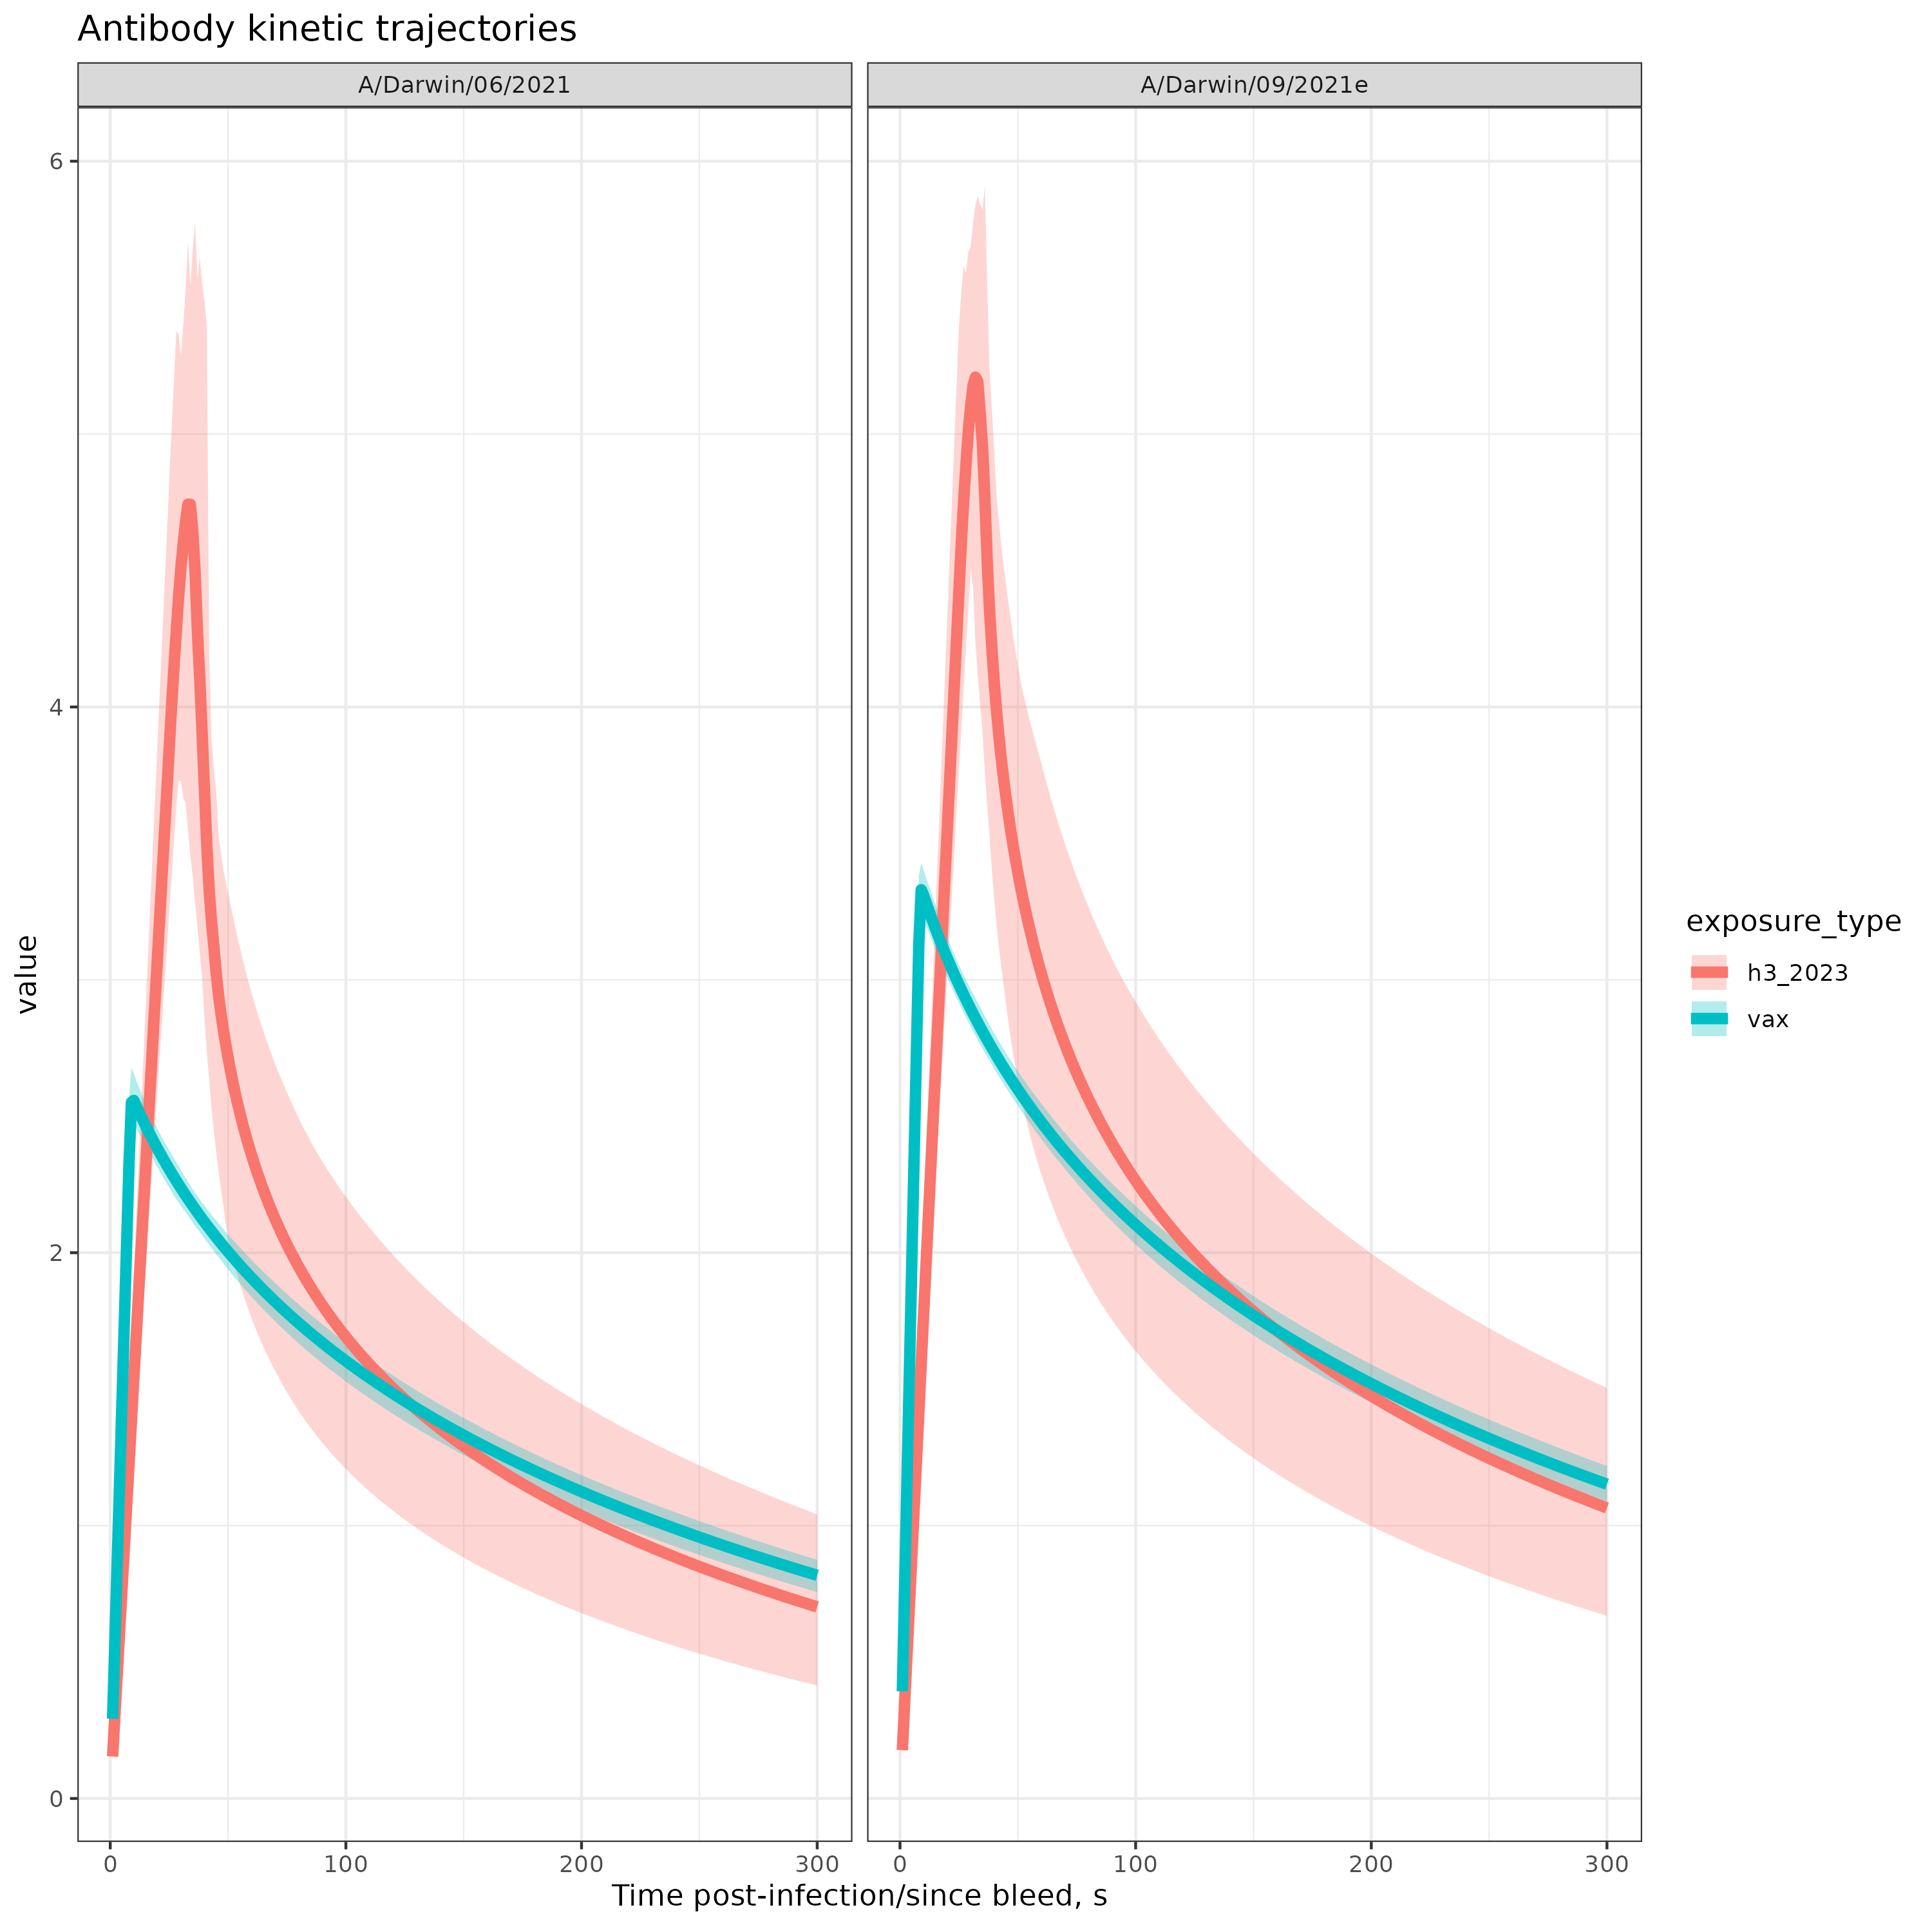 Antibody kinetic trajectories
A/Darwin/06/2021
A/Darwin/09/2021e
6
4
2
0
value
0 100 200 300
0 100 200 300
Time post-infection/since bleed, s
exposure_type
h3_2023
vax